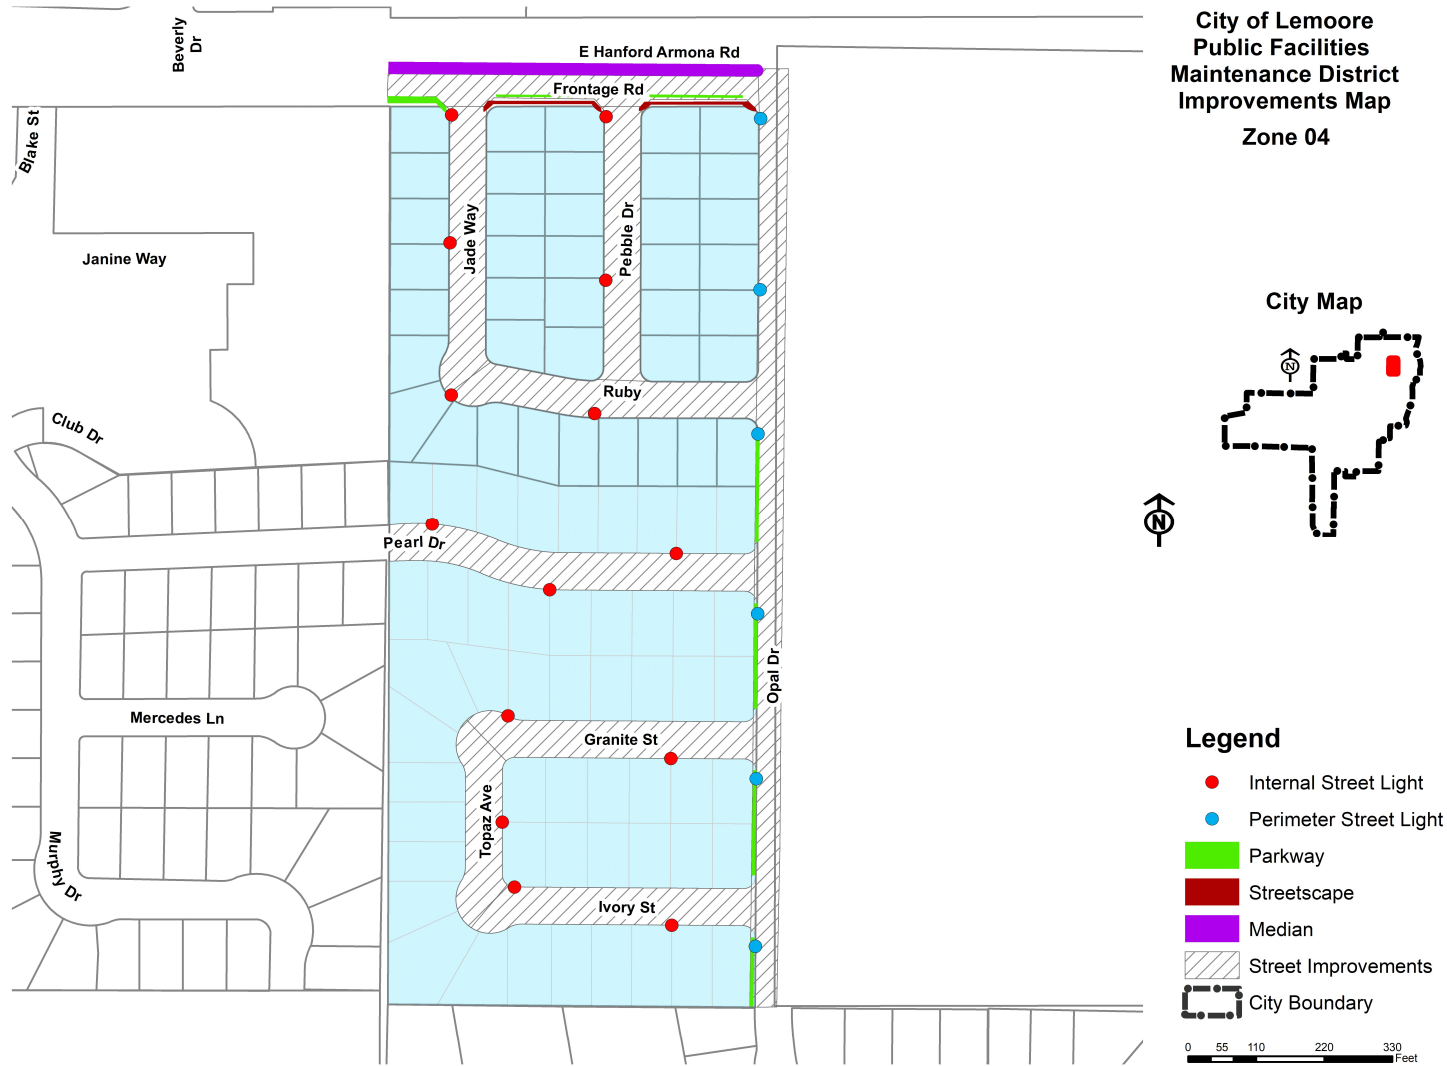 City of Lemoore
Public Facilities
Maintenance District
Improvements Map
Zone 04
E Hanford Armona Rd
Frontage Rd
Beverly
Dr
Blake St
Janine Way
Jade Way
Pebble Dr
Ruby
Club Dr
Pearl Dr
Opal Dr
Mercedes Ln
Granite St
Topaz Ave
Murphy Dr
Ivory St
City Map
N
N
Legend
Internal Street Light
Perimeter Street Light
Parkway
Streetscape
Median
Street Improvements
City Boundary
0 55 110 220 330
Feet